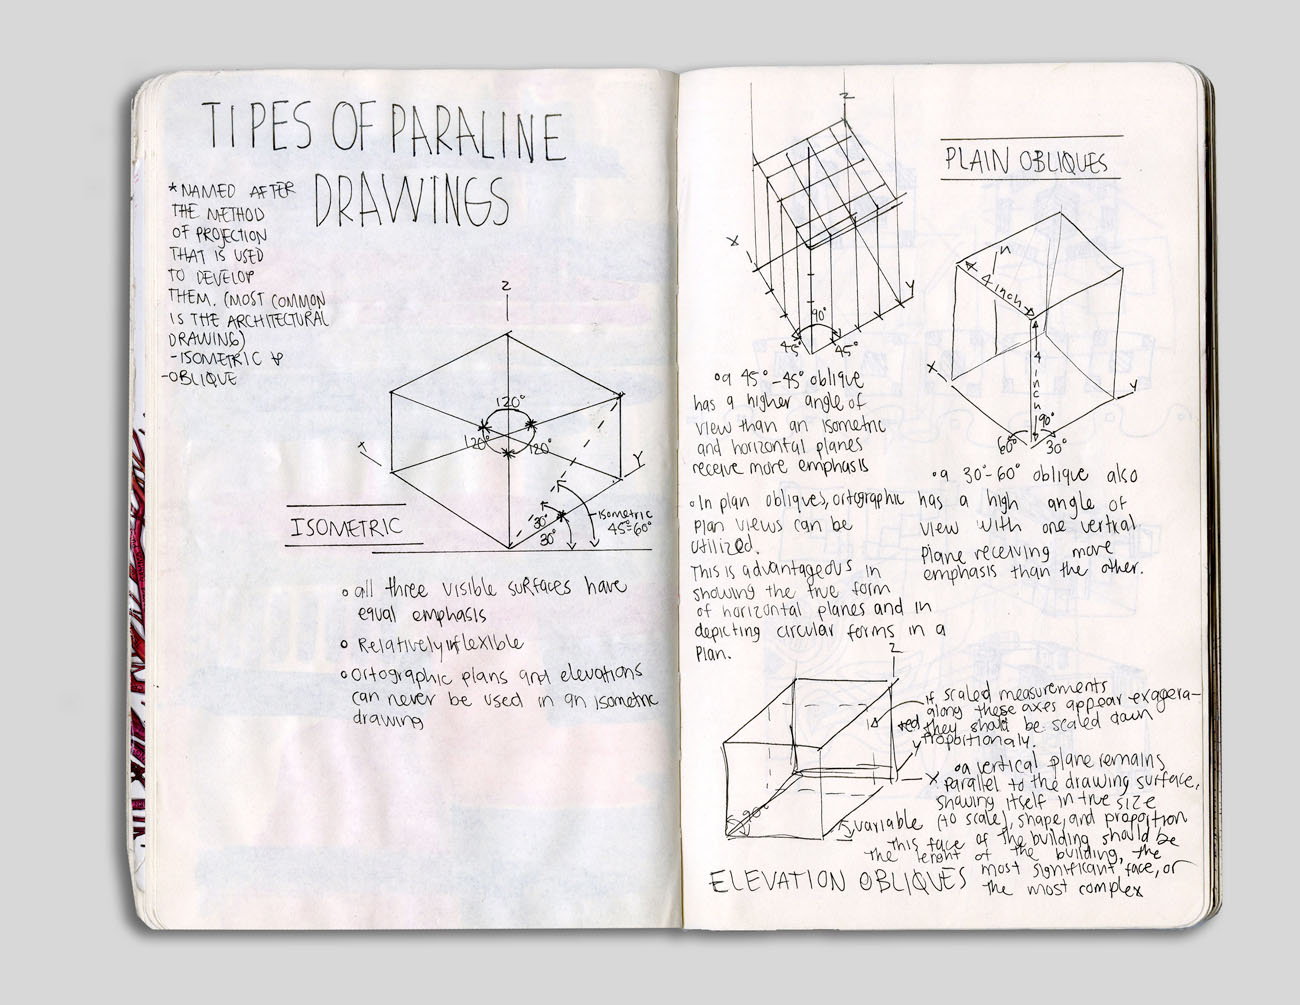 TIPES OF PARALINE
DRAWINGS
*NAMED AFTER
THE METHOD
OF PROJECTION
THAT IS USED
TO DEVELOP
THEM. (MOST COMMON
IS THE ARCHITECTURAL
DRAWING)
-ISOMETRIC &
-OBLIQUE
Z
120°
120°
120°
X
Y
ISOMETRIC
30°
30°
isometric
45°-60°
all three visible surfaces have
equal emphasis
Relatively inflexible
Ortographic plans and elevations
can never be used in an isometric
drawing
Z
X
Y
90°
45°
45°
PLAIN OBLIQUES
4 inch
4 inch
X
Y
90°
60°
30°
a 45°-45° oblique
has a higher angle of
view than an isometric
and horizontal planes
receive more emphasis
In plan obliques, ortographic
plan views can be
utilized.
This is advantageous in
showing the true form
of horizontal planes and in
depicting circular forms in a
plan.
a 30°-60° oblique also
has a high angle of
view with one vertical
plane receiving more
emphasis than the other.
Z
Y
X
variable
if scaled measurements
along these axes appear exagera-
red they should be scaled down
proportionaly.
a vertical plane remains
parallel to the drawing surface,
showing itself in true size
(to scale), shape, and proportion
This face of the building should be
the lenght of the building, the
most significant face, or
the most complex
ELEVATION OBLIQUES